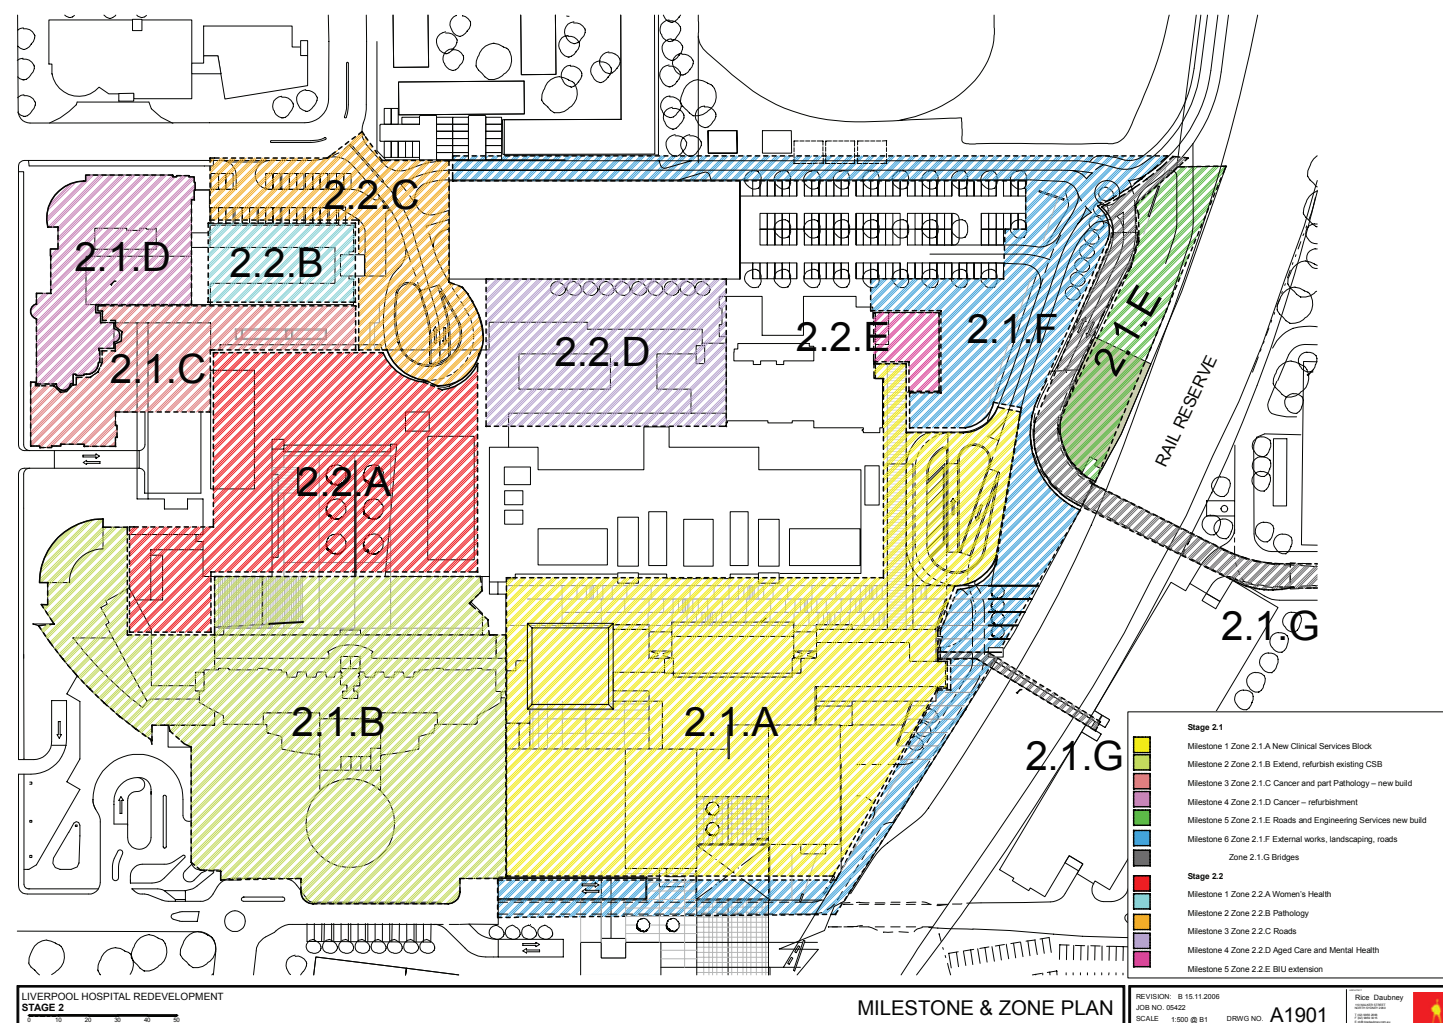 2.2.C
2.1.D
2.2.B
2.1.E
2.2.E
2.1.F
2.2.D
2.1.C
RAIL RESERVE
2.2.A
2.1.G
2.1.B
2.1.A
2.1.G
Stage 2.1
Milestone 1 Zone 2.1.A New Clinical Services Block
Milestone 2 Zone 2.1.B Extend, refurbish existing CSB
Milestone 3 Zone 2.1.C Cancer and part Pathology – new build
Milestone 4 Zone 2.1.D Cancer – refurbishment
Milestone 5 Zone 2.1.E Roads and Engineering Services new build
Milestone 6 Zone 2.1.F External works, landscaping, roads
Zone 2.1.G Bridges
Stage 2.2
Milestone 1 Zone 2.2.A Women's Health
Milestone 2 Zone 2.2.B Pathology
Milestone 3 Zone 2.2.C Roads
Milestone 4 Zone 2.2.D Aged Care and Mental Health
Milestone 5 Zone 2.2.E BIU extension
LIVERPOOL HOSPITAL REDEVELOPMENT
STAGE 2
0 10 20 30 40 50
MILESTONE & ZONE PLAN
REVISION: B 15.11.2006
JOB NO. 05422
SCALE 1:500 @ B1 DRWG NO. A1901
Rice Daubney